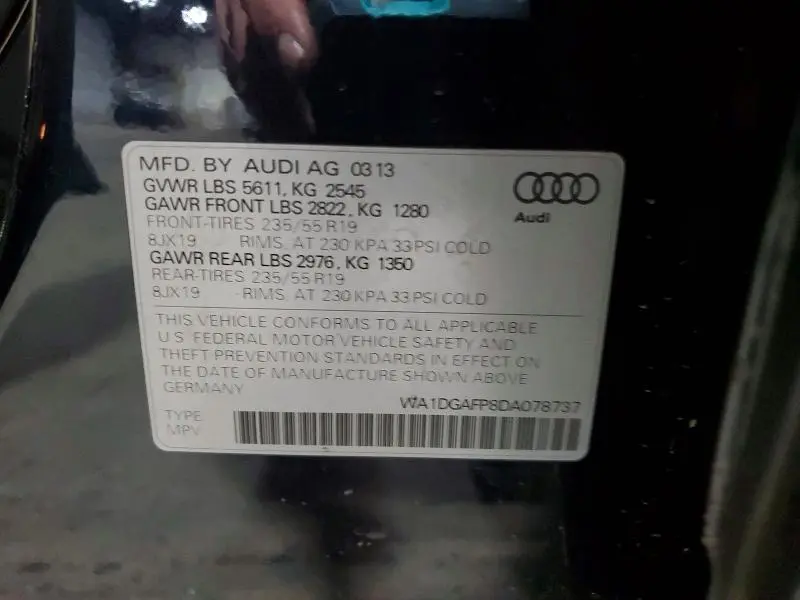 MFD. BY AUDI AG 0313
GVWR LBS 5611, KG 2545
GAWR FRONT LBS 2822, KG 1280
FRONT-TIRES 235/55 R19
8JX19 RIMS, AT 230 KPA 33 PSI COLD
GAWR REAR LBS 2976, KG 1350
REAR-TIRES 235/55 R19
8JX19 RIMS, AT 230 KPA 33 PSI COLD
Audi
THIS VEHICLE CONFORMS TO ALL APPLICABLE
U.S. FEDERAL MOTOR VEHICLE SAFETY AND
THEFT PREVENTION STANDARDS IN EFFECT ON
THE DATE OF MANUFACTURE SHOWN ABOVE
GERMANY
WA1DGAFP8DA078737
TYPE:
MPV